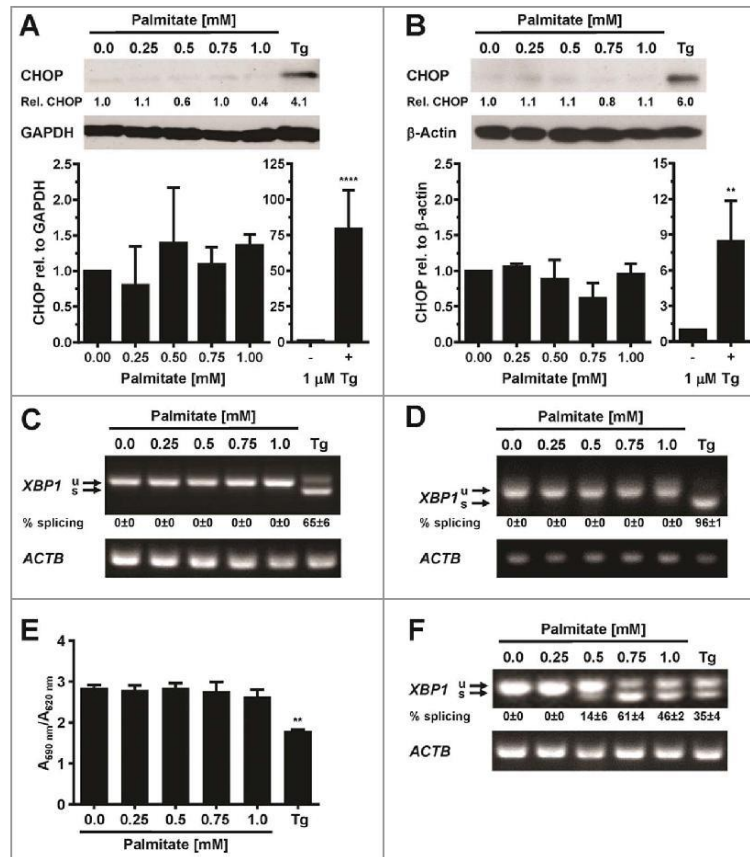 A
Palmitate [mM]
0.0 0.25 0.5 0.75 1.0 Tg
CHOP
Rel. CHOP 1.0 1.1 0.6 1.0 0.4 4.1
GAPDH
CHOP rel. to GAPDH
2.5
2.0
1.5
1.0
0.5
0.0
0.00 0.25 0.50 0.75 1.00
Palmitate [mM]
125
100
75
50
25
0
****
- +
1 µM Tg
B
Palmitate [mM]
0.0 0.25 0.5 0.75 1.0 Tg
CHOP
Rel. CHOP 1.0 1.1 1.1 0.8 1.1 6.0
β-Actin
CHOP rel. to β-actin
2.5
2.0
1.5
1.0
0.5
0.0
0.00 0.25 0.50 0.75 1.00
Palmitate [mM]
15
12
9
6
3
0
**
- +
1 µM Tg
C
Palmitate [mM]
0.0 0.25 0.5 0.75 1.0 Tg
XBP1 u
s
% splicing 0±0 0±0 0±0 0±0 0±0 65±6
ACTB
D
Palmitate [mM]
0.0 0.25 0.5 0.75 1.0 Tg
XBP1 u
s
% splicing 0±0 0±0 0±0 0±0 0±0 96±1
ACTB
E
A590 nm/A620 nm
4
3
2
1
0
**
0.0 0.25 0.5 0.75 1.0 Tg
Palmitate [mM]
F
Palmitate [mM]
0.0 0.25 0.5 0.75 1.0 Tg
XBP1 u
s
% splicing 0±0 0±0 14±6 61±4 46±2 35±4
ACTB